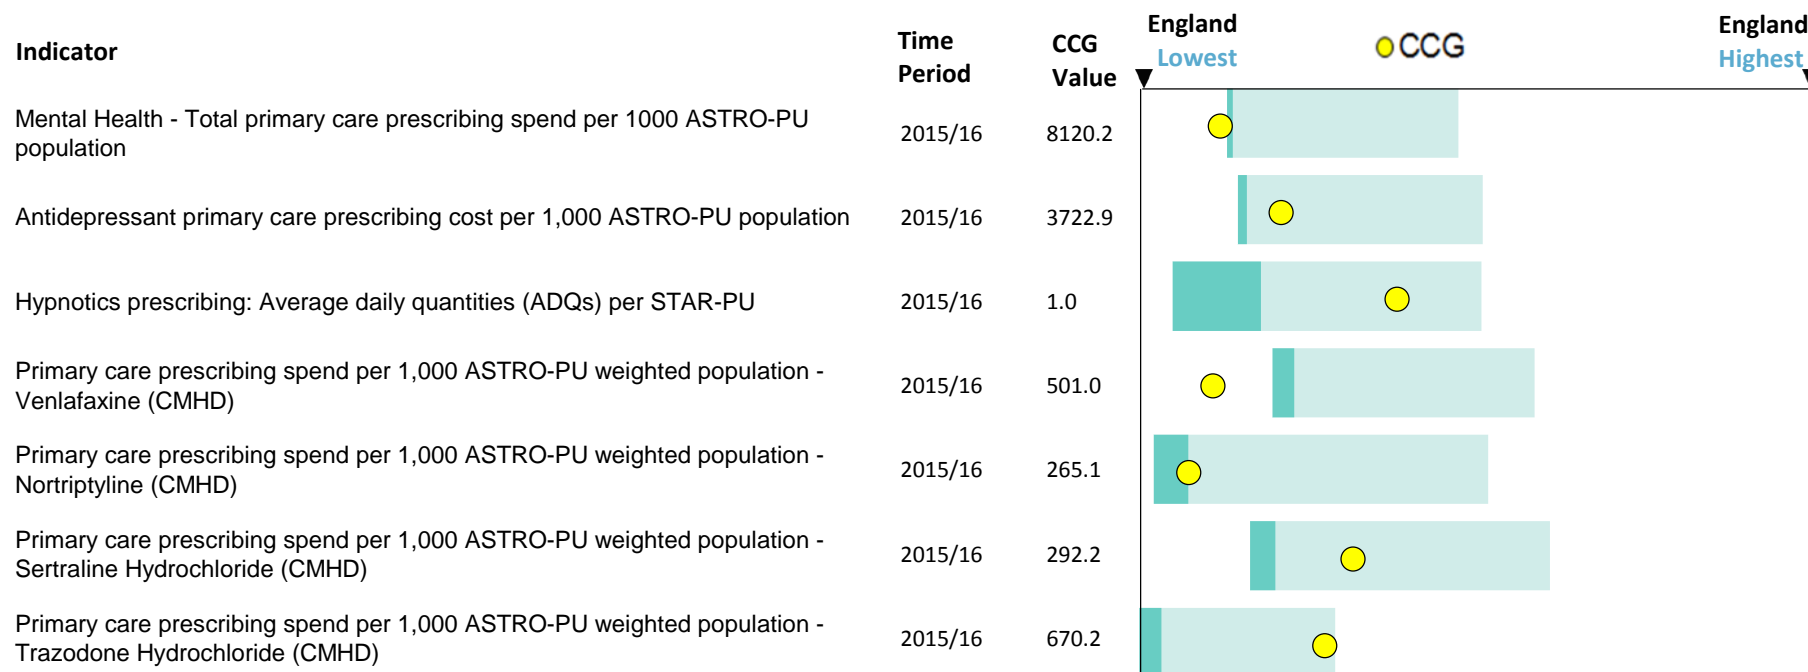 Indicator
Time
Period
CCG
Value
England
Lowest
CCG
England
Highest
Mental Health - Total primary care prescribing spend per 1000 ASTRO-PU
population
2015/16
8120.2
Antidepressant primary care prescribing cost per 1,000 ASTRO-PU population
2015/16
3722.9
Hypnotics prescribing: Average daily quantities (ADQs) per STAR-PU
2015/16
1.0
Primary care prescribing spend per 1,000 ASTRO-PU weighted population -
Venlafaxine (CMHD)
2015/16
501.0
Primary care prescribing spend per 1,000 ASTRO-PU weighted population -
Nortriptyline (CMHD)
2015/16
265.1
Primary care prescribing spend per 1,000 ASTRO-PU weighted population -
Sertraline Hydrochloride (CMHD)
2015/16
292.2
Primary care prescribing spend per 1,000 ASTRO-PU weighted population -
Trazodone Hydrochloride (CMHD)
2015/16
670.2